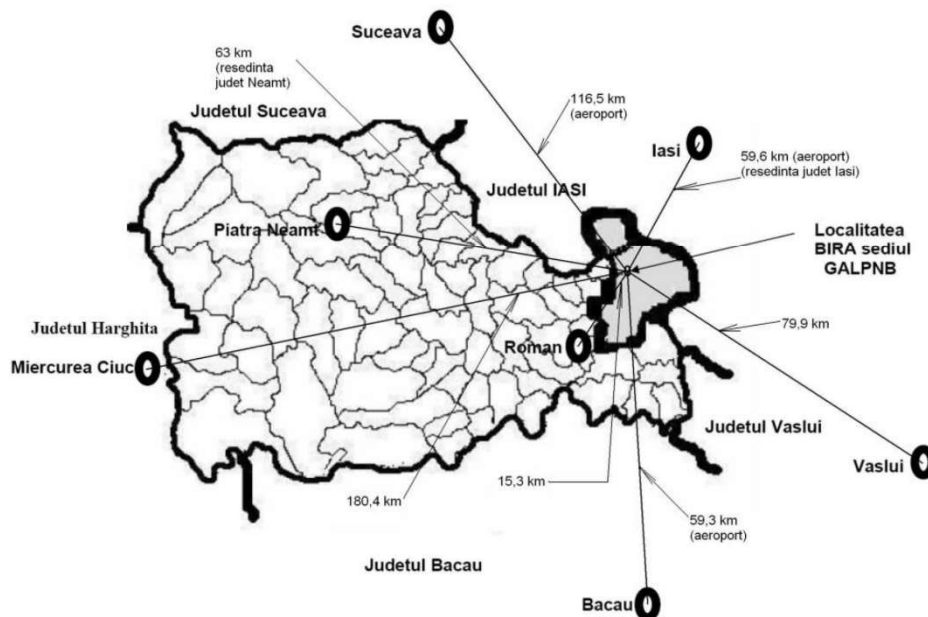 Suceava
63 km
(resedinta
judet Neamt)
Judetul Suceava
116,5 km
(aeroport)
Iasi
59,6 km (aeroport)
(resedinta judet Iasi)
Judetul IASI
Piatra Neamt
Localitatea
BIRA sediul
GALPNB
Judetul Harghita
79,9 km
Roman
Miercurea Ciuc
Judetul Vaslui
Vaslui
15,3 km
180,4 km
59,3 km
(aeroport)
Judetul Bacau
Bacau